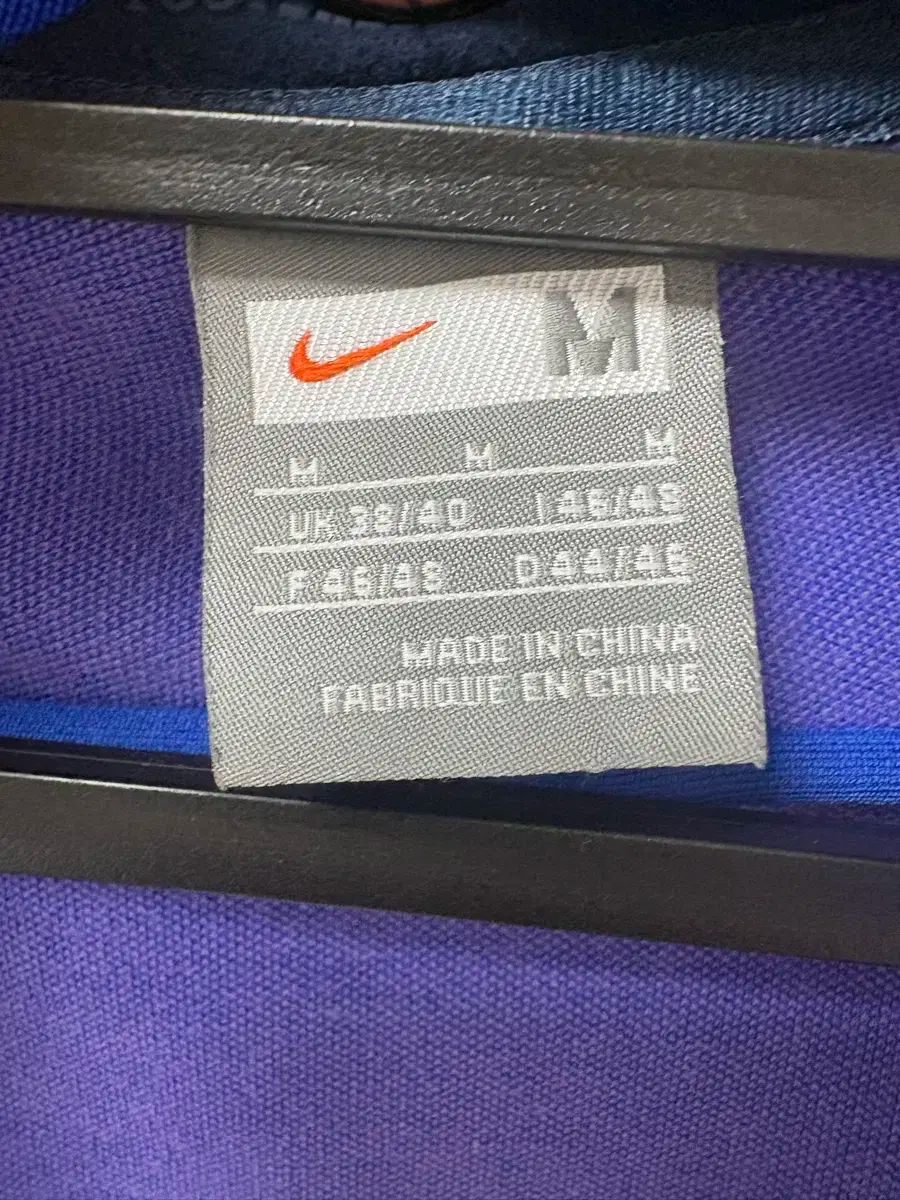 M
M M M
UK 38/40 I 46/48
F 46/48 D 44/46
MADE IN CHINA
FABRIQUE EN CHINE